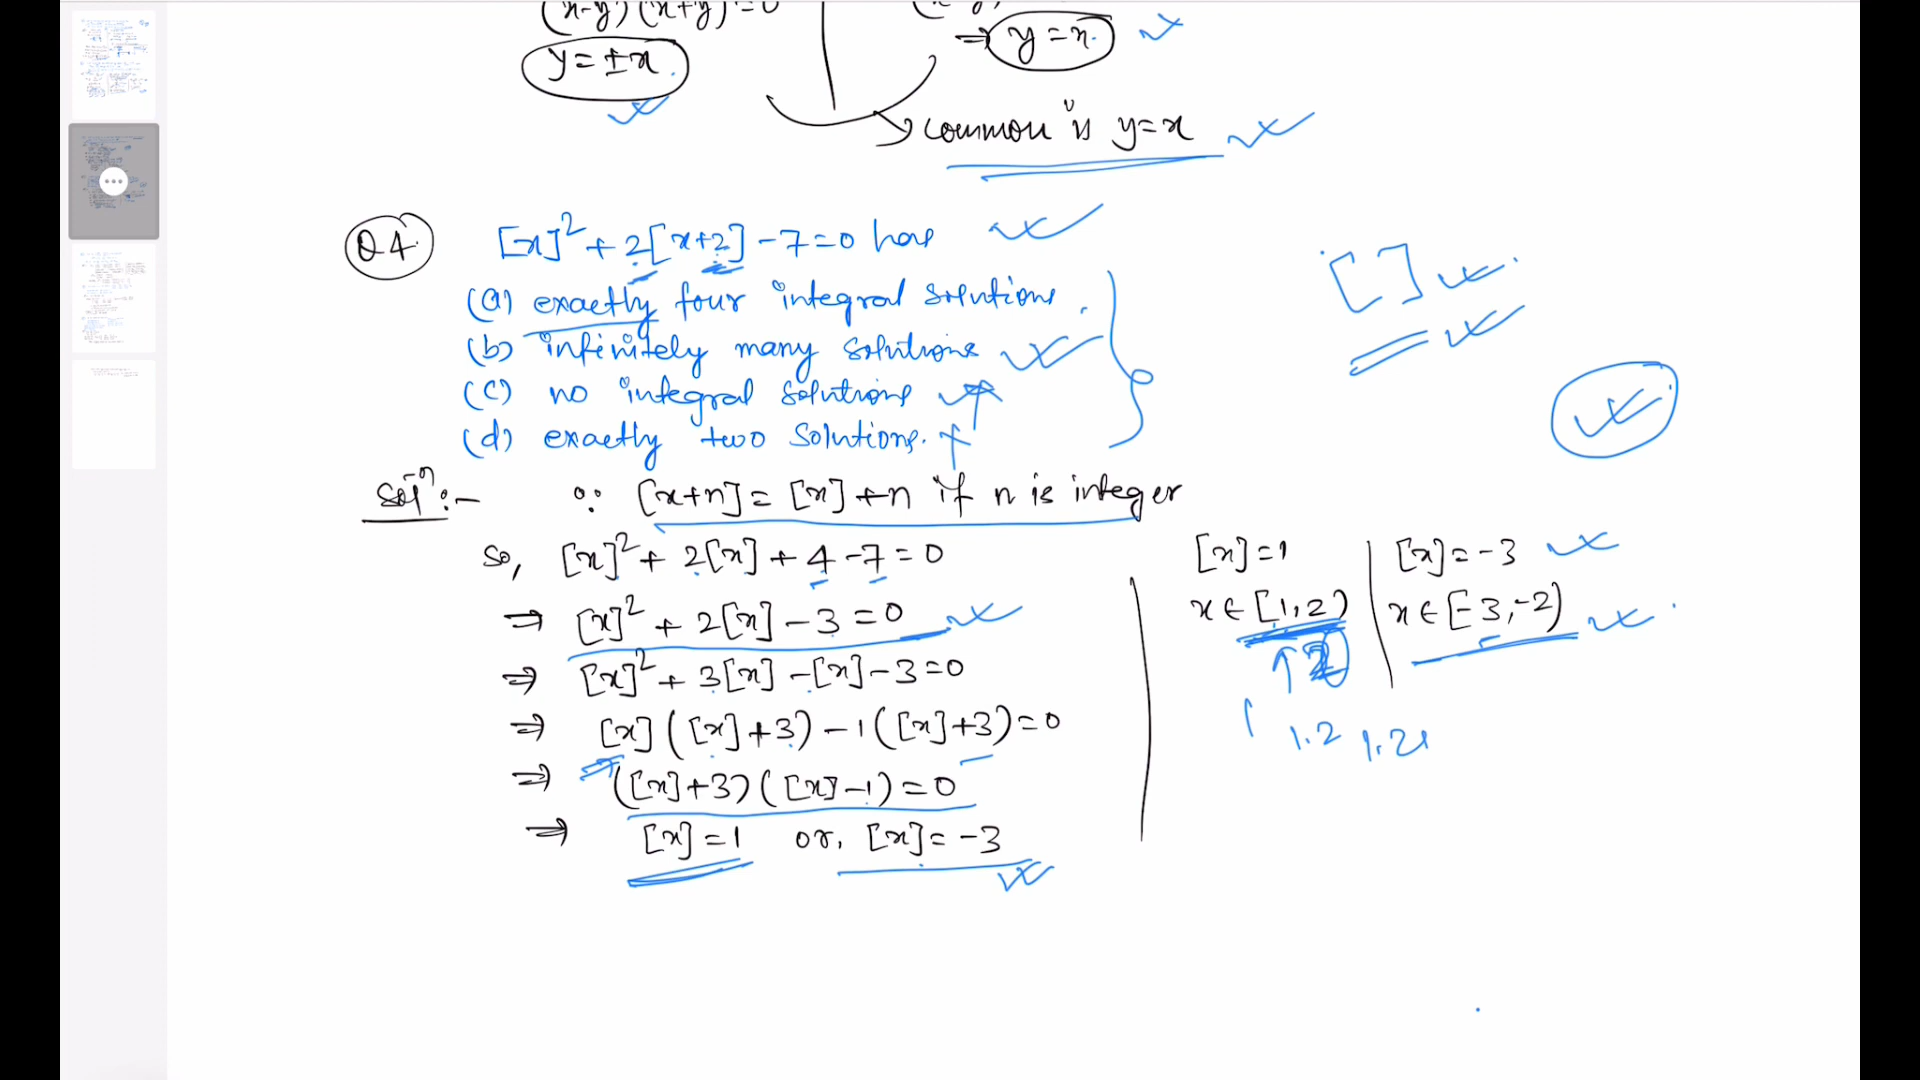 (x-y)(x+y)=0
y=±x.
⇒ y=x.
common is y=x
Q4. [x]²+2[x+2]-7=0 has
[ ]
(a) exactly four integral solutions.
(b) infinitely many solutions
(c) no integral solutions
(d) exactly two solutions.
Solⁿ:- ∵ [x+n]=[x]+n if n is integer
So, [x]²+2[x]+4-7=0
⇒ [x]²+2[x]-3=0
⇒ [x]²+3[x]-[x]-3=0
⇒ [x]([x]+3)-1([x]+3)=0
⇒ ([x]+3)([x]-1)=0
⇒ [x]=1 or, [x]=-3
[x]=1
x∈[1,2)
1.2 1.21
[x]=-3
x∈[-3,-2)